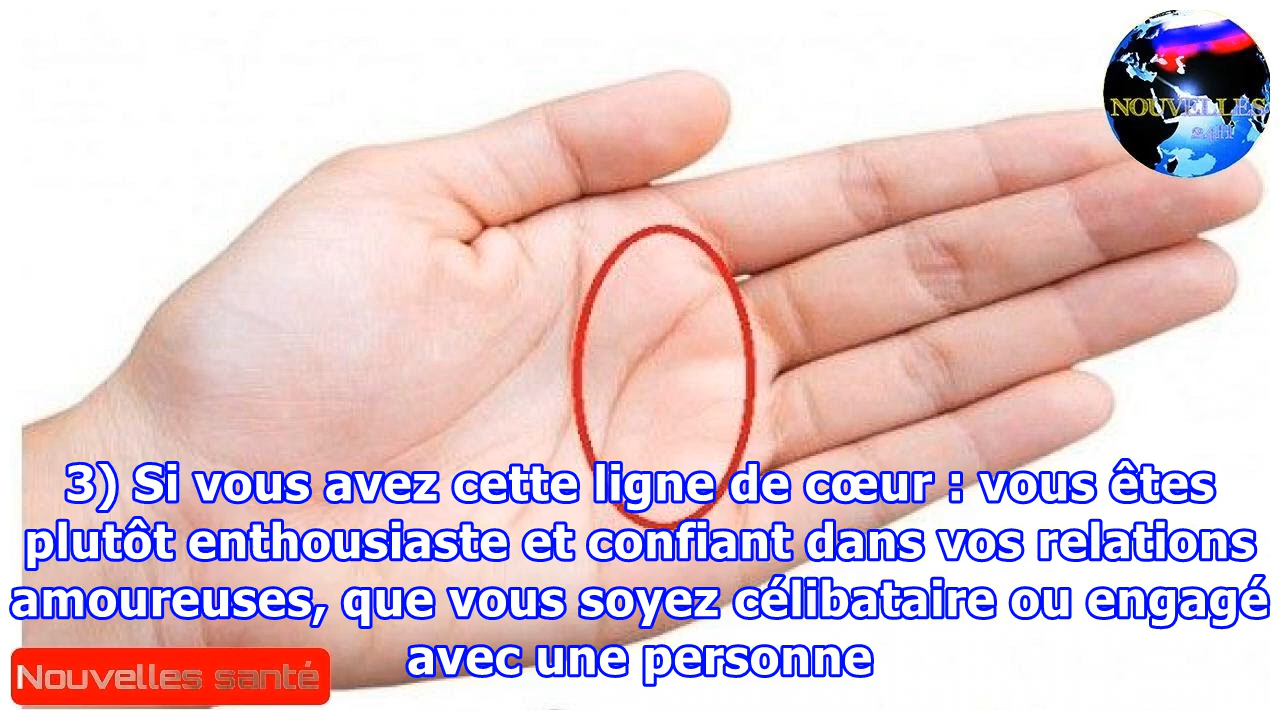 NOUVELLES
24H
3) Si vous avez cette ligne de cœur : vous êtes
plutôt enthousiaste et confiant dans vos relations
amoureuses, que vous soyez célibataire ou engagé
avec une personne
Nouvelles santé